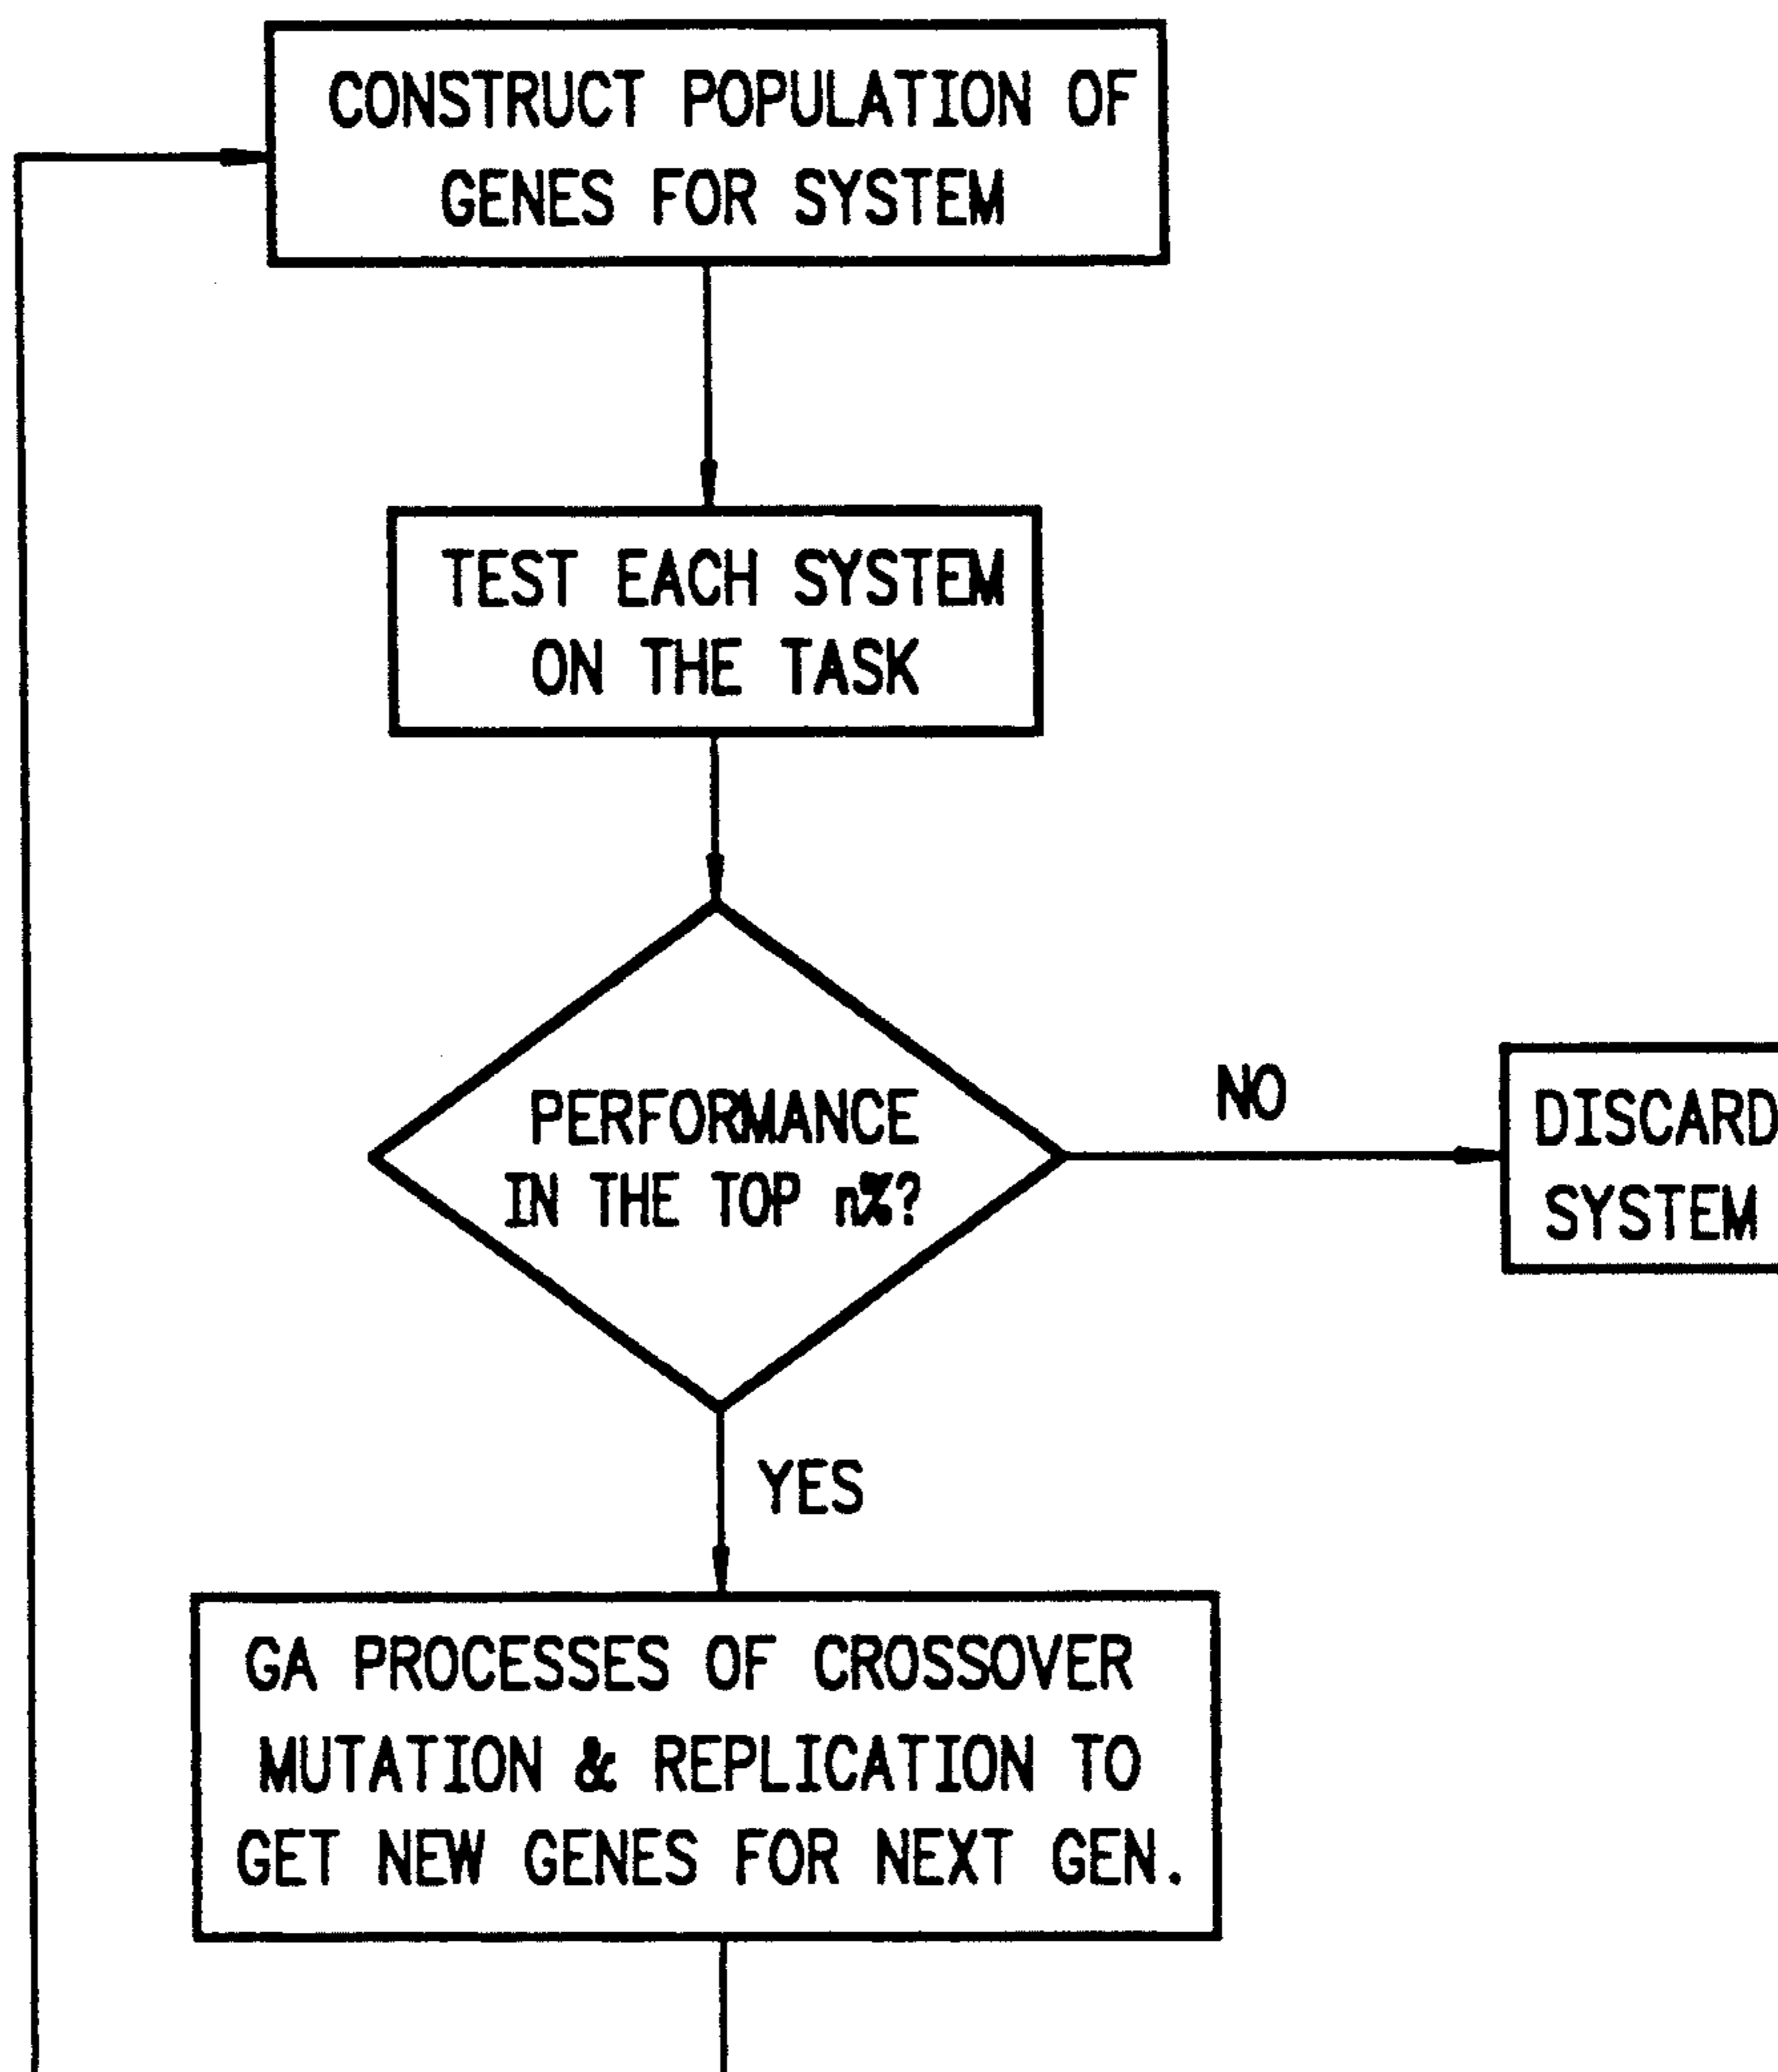 CONSTRUCT POPULATION OF
GENES FOR SYSTEM
TEST EACH SYSTEM
ON THE TASK
PERFORMANCE
IN THE TOP n%?
NO
DISCARD
SYSTEM
YES
GA PROCESSES OF CROSSOVER
MUTATION & REPLICATION TO
GET NEW GENES FOR NEXT GEN.